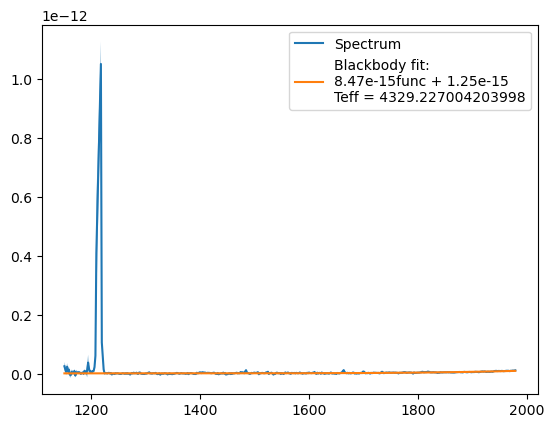 1e−12
Spectrum
Blackbody fit:
8.47e-15func + 1.25e-15
Teff = 4329.227004203998
1.0
0.8
0.6
0.4
0.2
0.0
1200 1400 1600 1800 2000